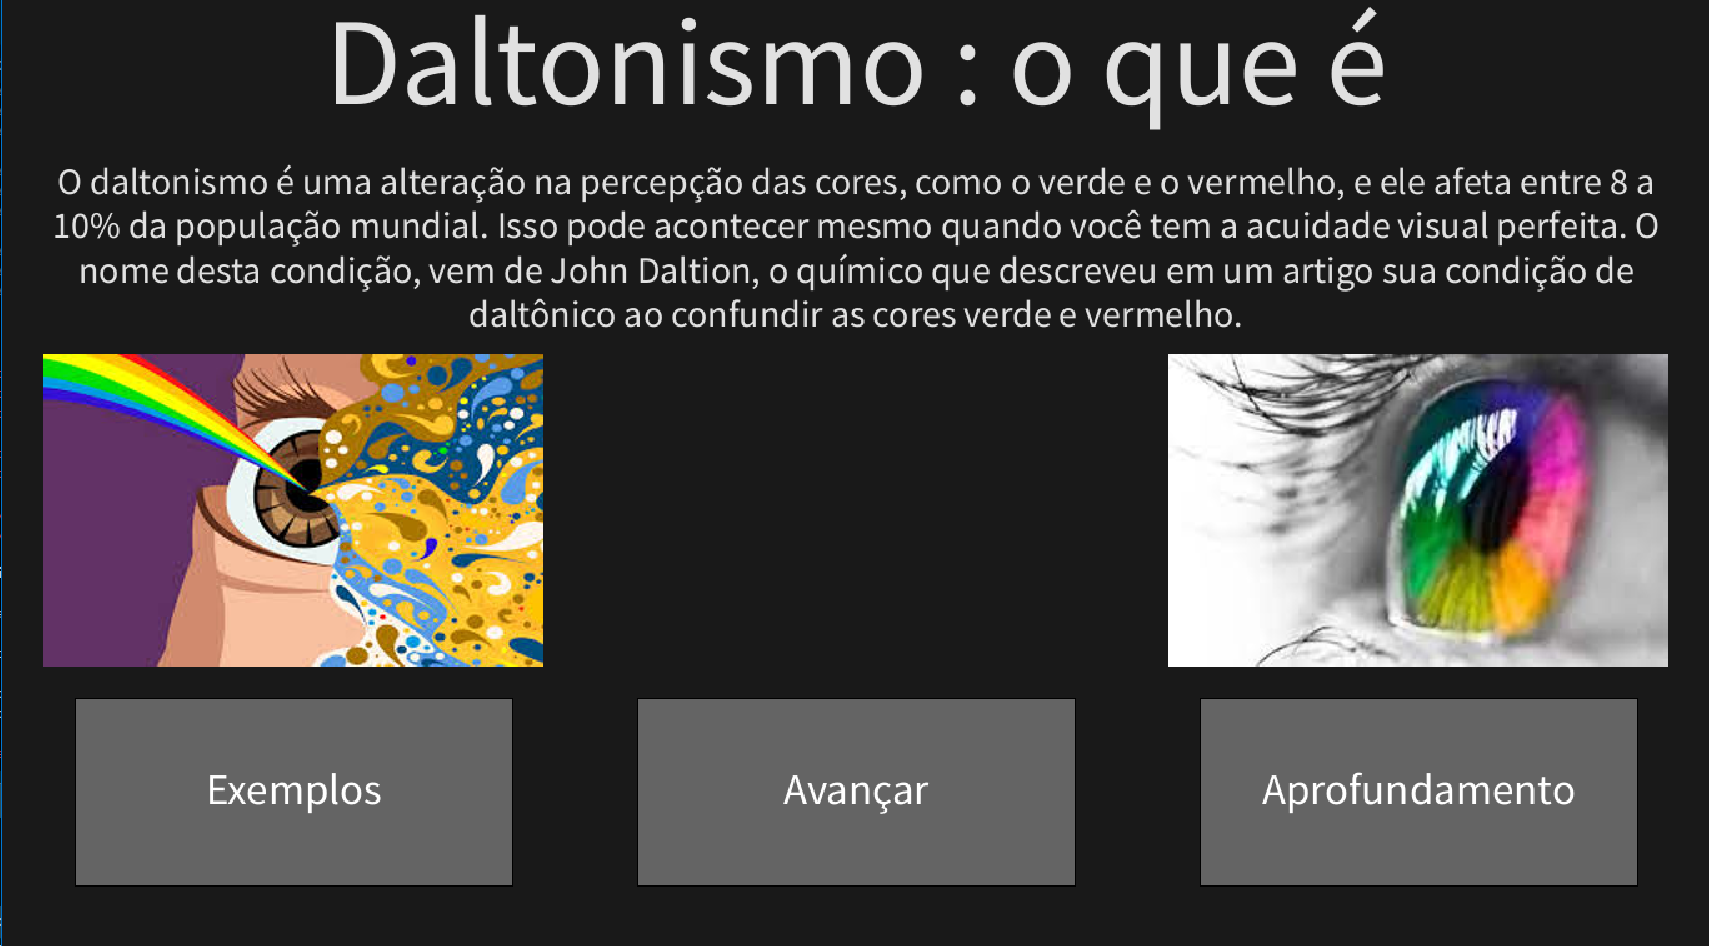 Daltonismo : o que é
O daltonismo é uma alteração na percepção das cores, como o verde e o vermelho, e ele afeta entre 8 a
10% da população mundial. Isso pode acontecer mesmo quando você tem a acuidade visual perfeita. O
nome desta condição, vem de John Daltion, o químico que descreveu em um artigo sua condição de
daltônico ao confundir as cores verde e vermelho.
Exemplos
Avançar
Aprofundamento